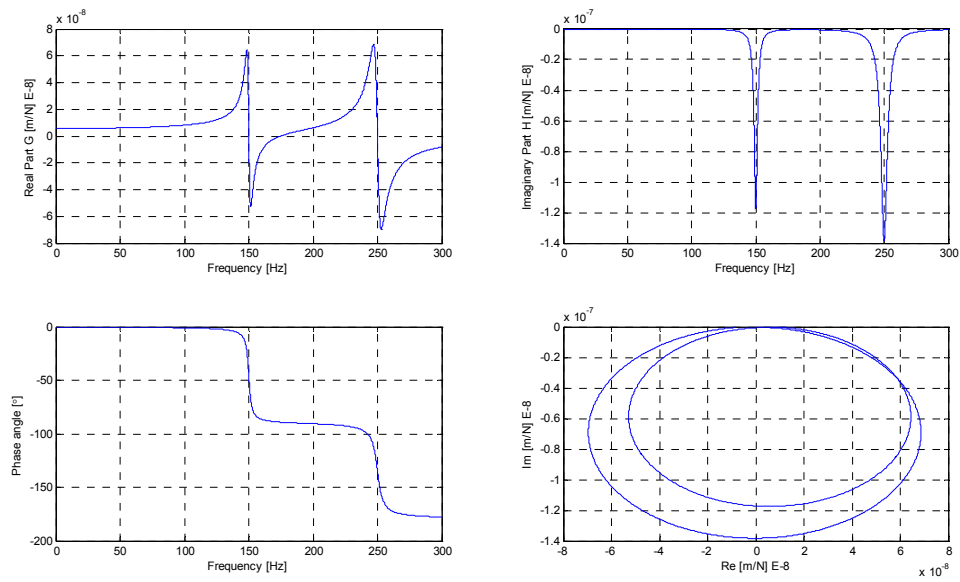 x 10^-8
8
6
4
2
0
-2
-4
-6
-8
Real Part G [m/N] E-8
0 50 100 150 200 250 300
Frequency [Hz]
x 10^-7
0
-0.2
-0.4
-0.6
-0.8
-1
-1.2
-1.4
Imaginary Part H [m/N] E-8
0 50 100 150 200 250 300
Frequency [Hz]
0
-50
-100
-150
-200
Phase angle [°]
0 50 100 150 200 250 300
Frequency [Hz]
x 10^-7
0
-0.2
-0.4
-0.6
-0.8
-1
-1.2
-1.4
Im [m/N] E-8
-8 -6 -4 -2 0 2 4 6 8
Re [m/N] E-8
x 10^-8